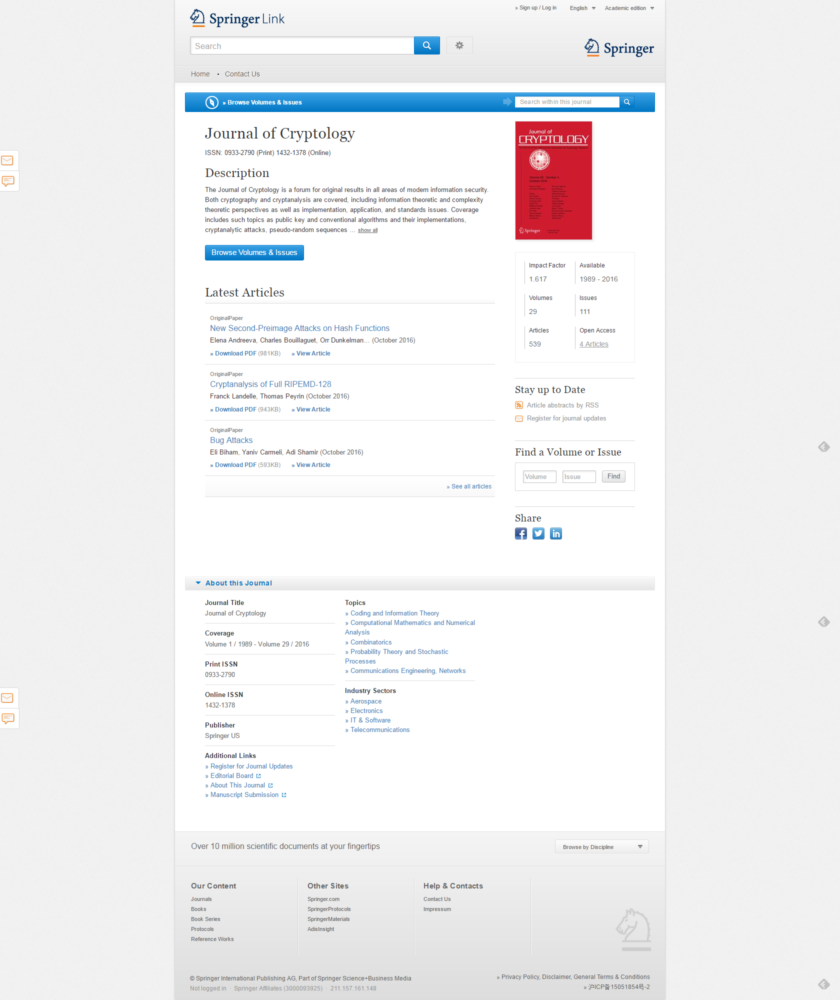 » Sign up / Log in
English
Academic edition
Springer Link
Search
Springer
Home • Contact Us
» Browse Volumes & Issues
Search within this journal
Journal of Cryptology
ISSN: 0933-2790 (Print) 1432-1378 (Online)
Description
The Journal of Cryptology is a forum for original results in all areas of modern information security.
Both cryptography and cryptanalysis are covered, including information theoretic and complexity
theoretic perspectives as well as implementation, application, and standards issues. Coverage
includes such topics as public key and conventional algorithms and their implementations,
cryptanalytic attacks, pseudo-random sequences … show all
Browse Volumes & Issues
Latest Articles
OriginalPaper
New Second-Preimage Attacks on Hash Functions
Elena Andreeva, Charles Bouillaguet, Orr Dunkelman… (October 2016)
» Download PDF (981KB) » View Article
OriginalPaper
Cryptanalysis of Full RIPEMD-128
Franck Landelle, Thomas Peyrin (October 2016)
» Download PDF (943KB) » View Article
OriginalPaper
Bug Attacks
Eli Biham, Yaniv Carmeli, Adi Shamir (October 2016)
» Download PDF (593KB) » View Article
» See all articles
Journal of
CRYPTOLOGY
Volume 29 Number 4
October 2016
Springer
Impact Factor
1.617
Available
1989 - 2016
Volumes
29
Issues
111
Articles
539
Open Access
4 Articles
Stay up to Date
Article abstracts by RSS
Register for journal updates
Find a Volume or Issue
Volume
Issue
Find
Share
About this Journal
Journal Title
Journal of Cryptology
Coverage
Volume 1 / 1989 - Volume 29 / 2016
Print ISSN
0933-2790
Online ISSN
1432-1378
Publisher
Springer US
Additional Links
» Register for Journal Updates
» Editorial Board
» About This Journal
» Manuscript Submission
Topics
» Coding and Information Theory
» Computational Mathematics and Numerical
Analysis
» Combinatorics
» Probability Theory and Stochastic
Processes
» Communications Engineering, Networks
Industry Sectors
» Aerospace
» Electronics
» IT & Software
» Telecommunications
Over 10 million scientific documents at your fingertips
Browse by Discipline
Our Content
Journals
Books
Book Series
Protocols
Reference Works
Other Sites
Springer.com
SpringerProtocols
SpringerMaterials
AdisInsight
Help & Contacts
Contact Us
Impressum
© Springer International Publishing AG, Part of Springer Science+Business Media
Not logged in · Springer Affiliates (3000093925) · 211.157.161.148
» Privacy Policy, Disclaimer, General Terms & Conditions
» 沪ICP备15051854号-2